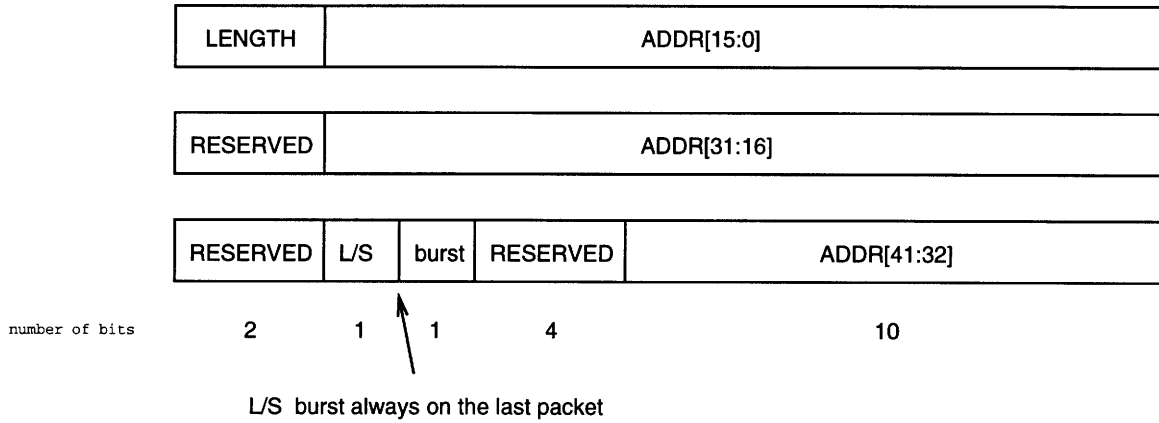 LENGTH ADDR[15:0]
RESERVED ADDR[31:16]
RESERVED L/S burst RESERVED ADDR[41:32]
number of bits 2 1 1 4 10
L/S burst always on the last packet